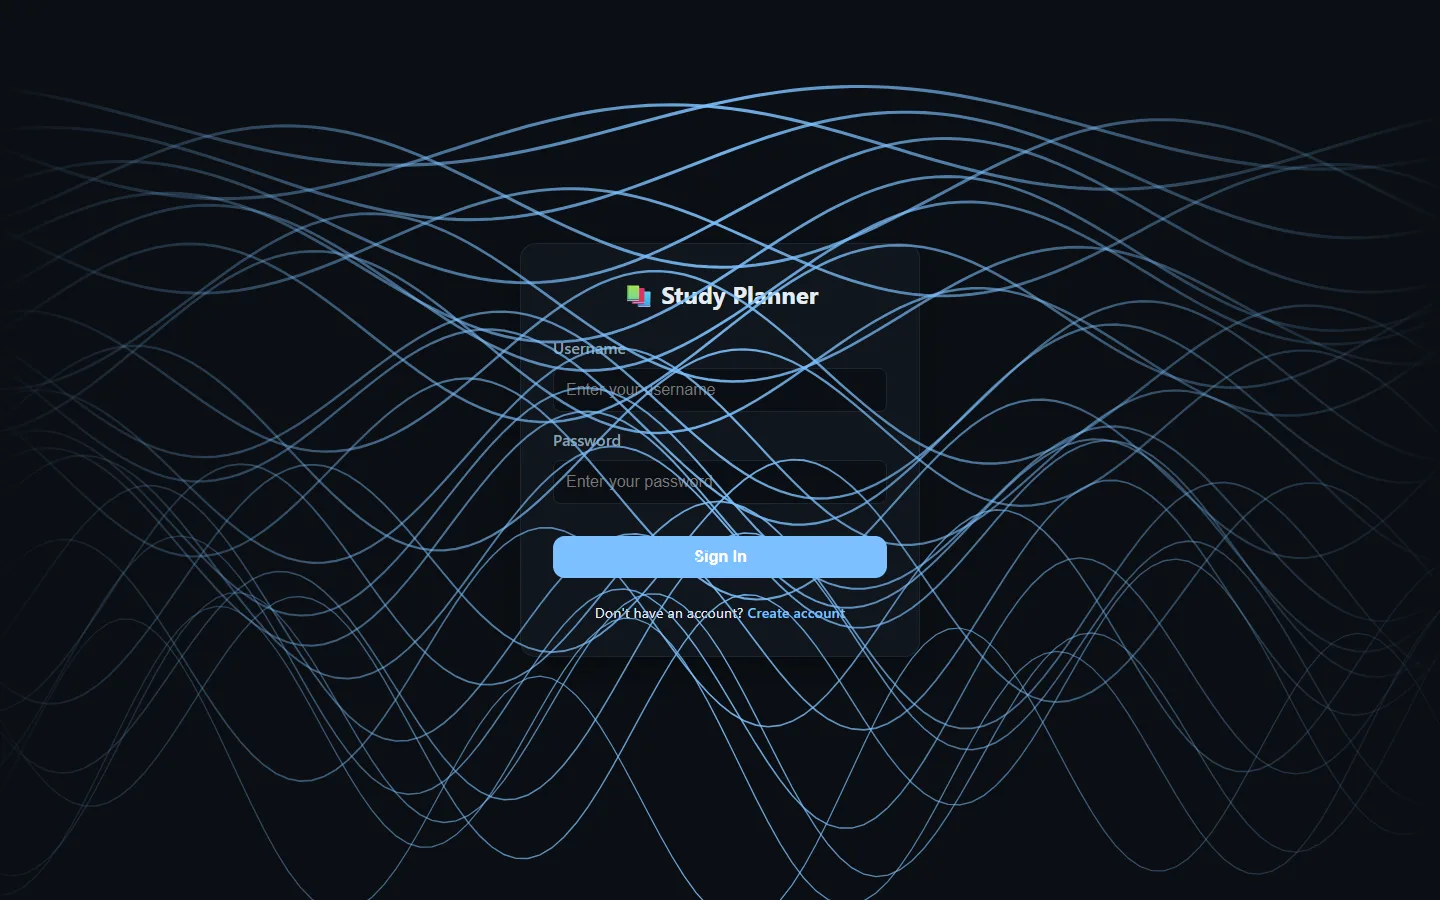 Study Planner
Username
Enter your username
Password
Enter your password
Sign In
Don't have an account? Create account